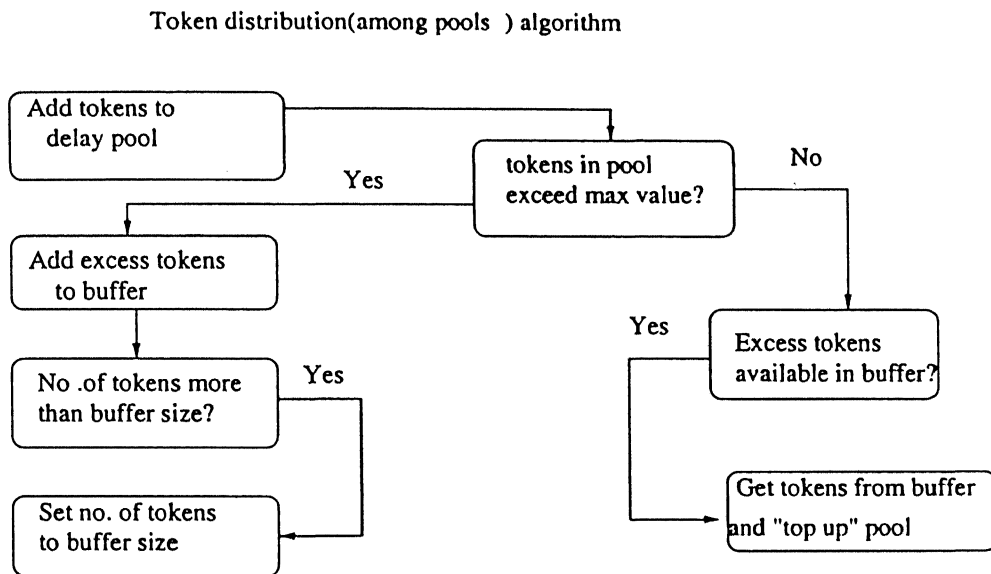 Token distribution(among pools ) algorithm
Add tokens to
delay pool
tokens in pool
exceed max value?
No
Yes
Add excess tokens
to buffer
Yes
Excess tokens
available in buffer?
No .of tokens more
than buffer size?
Yes
Get tokens from buffer
and "top up" pool
Set no. of tokens
to buffer size